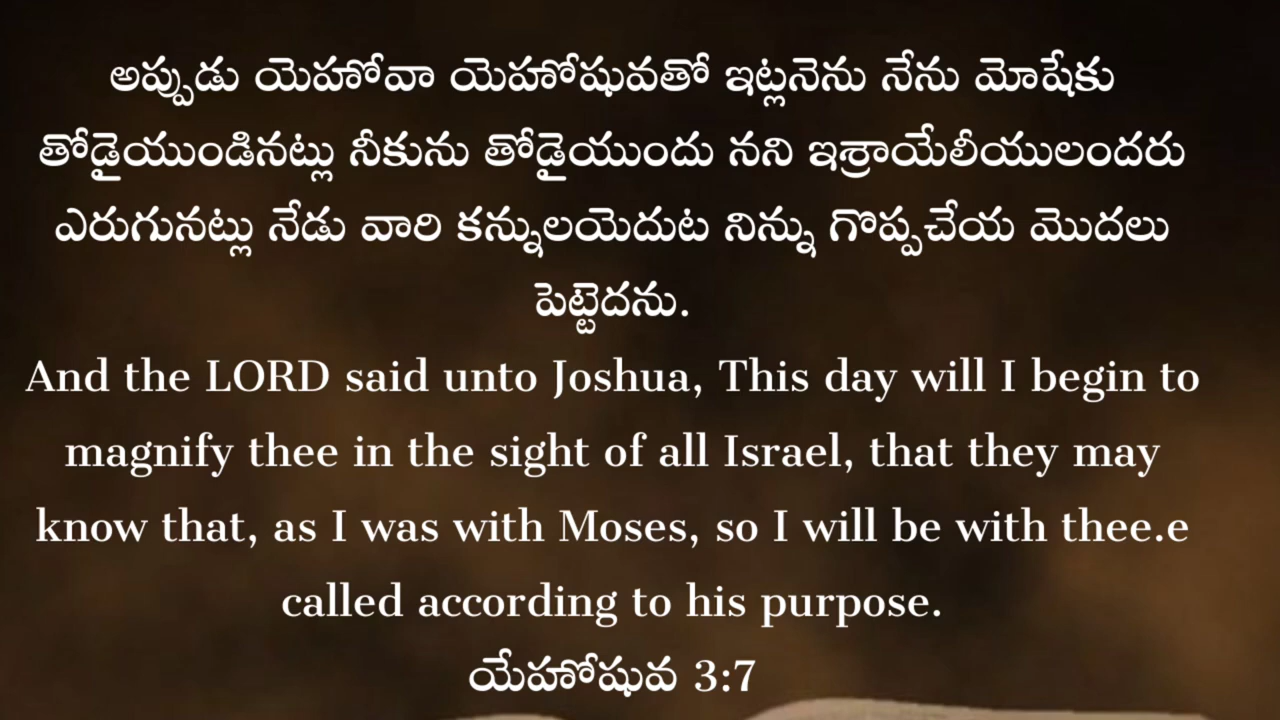 అప్పుడు యెహోవా యెహోషువతో ఇట్లనెను నేను మోషేకు
తోడైయుండినట్లు నీకును తోడైయుందు నని ఇశ్రాయేలీయులందరు
ఎరుగునట్లు నేడు వారి కన్నులయెదుట నిన్ను గొప్పచేయ మొదలు
పెట్టెదను.
And the LORD said unto Joshua, This day will I begin to
magnify thee in the sight of all Israel, that they may
know that, as I was with Moses, so I will be with thee.e
called according to his purpose.
యేహోషువ 3:7